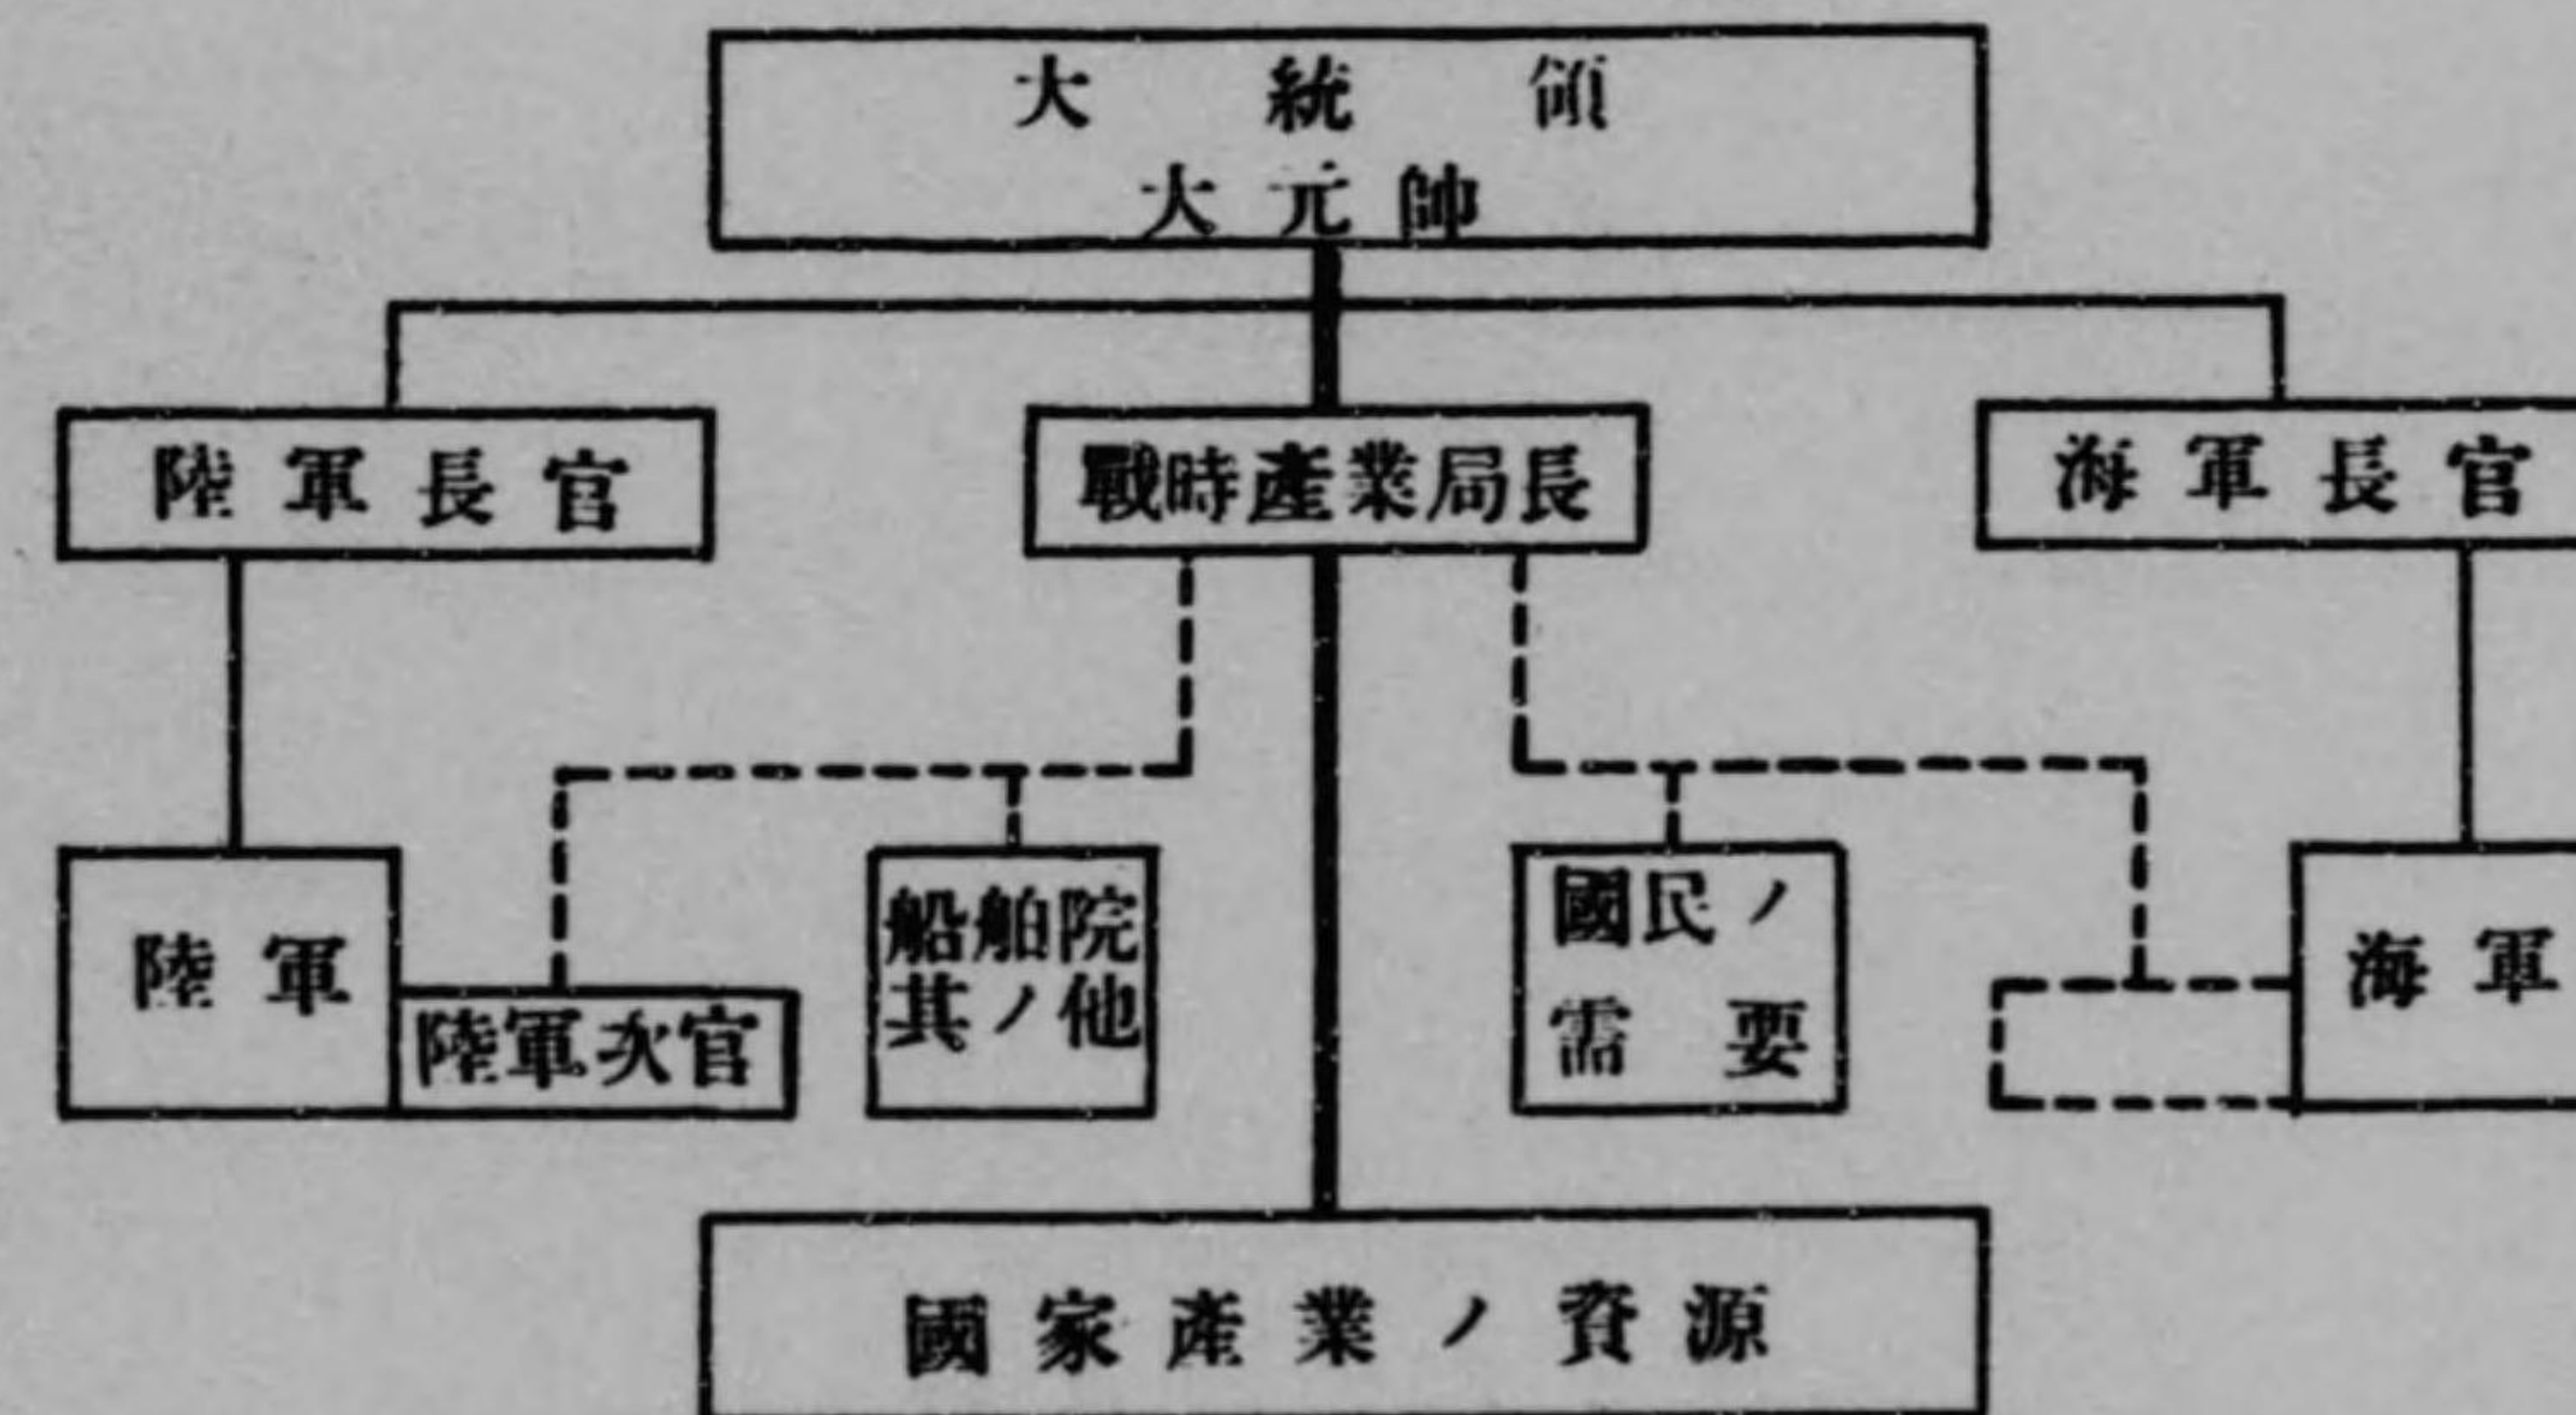 大統領
大元帥
陸軍長官
戰時產業局長
海軍長官
陸軍
陸軍次官
船舶院
其ノ他
國民ノ
需要
海軍
國家產業ノ資源